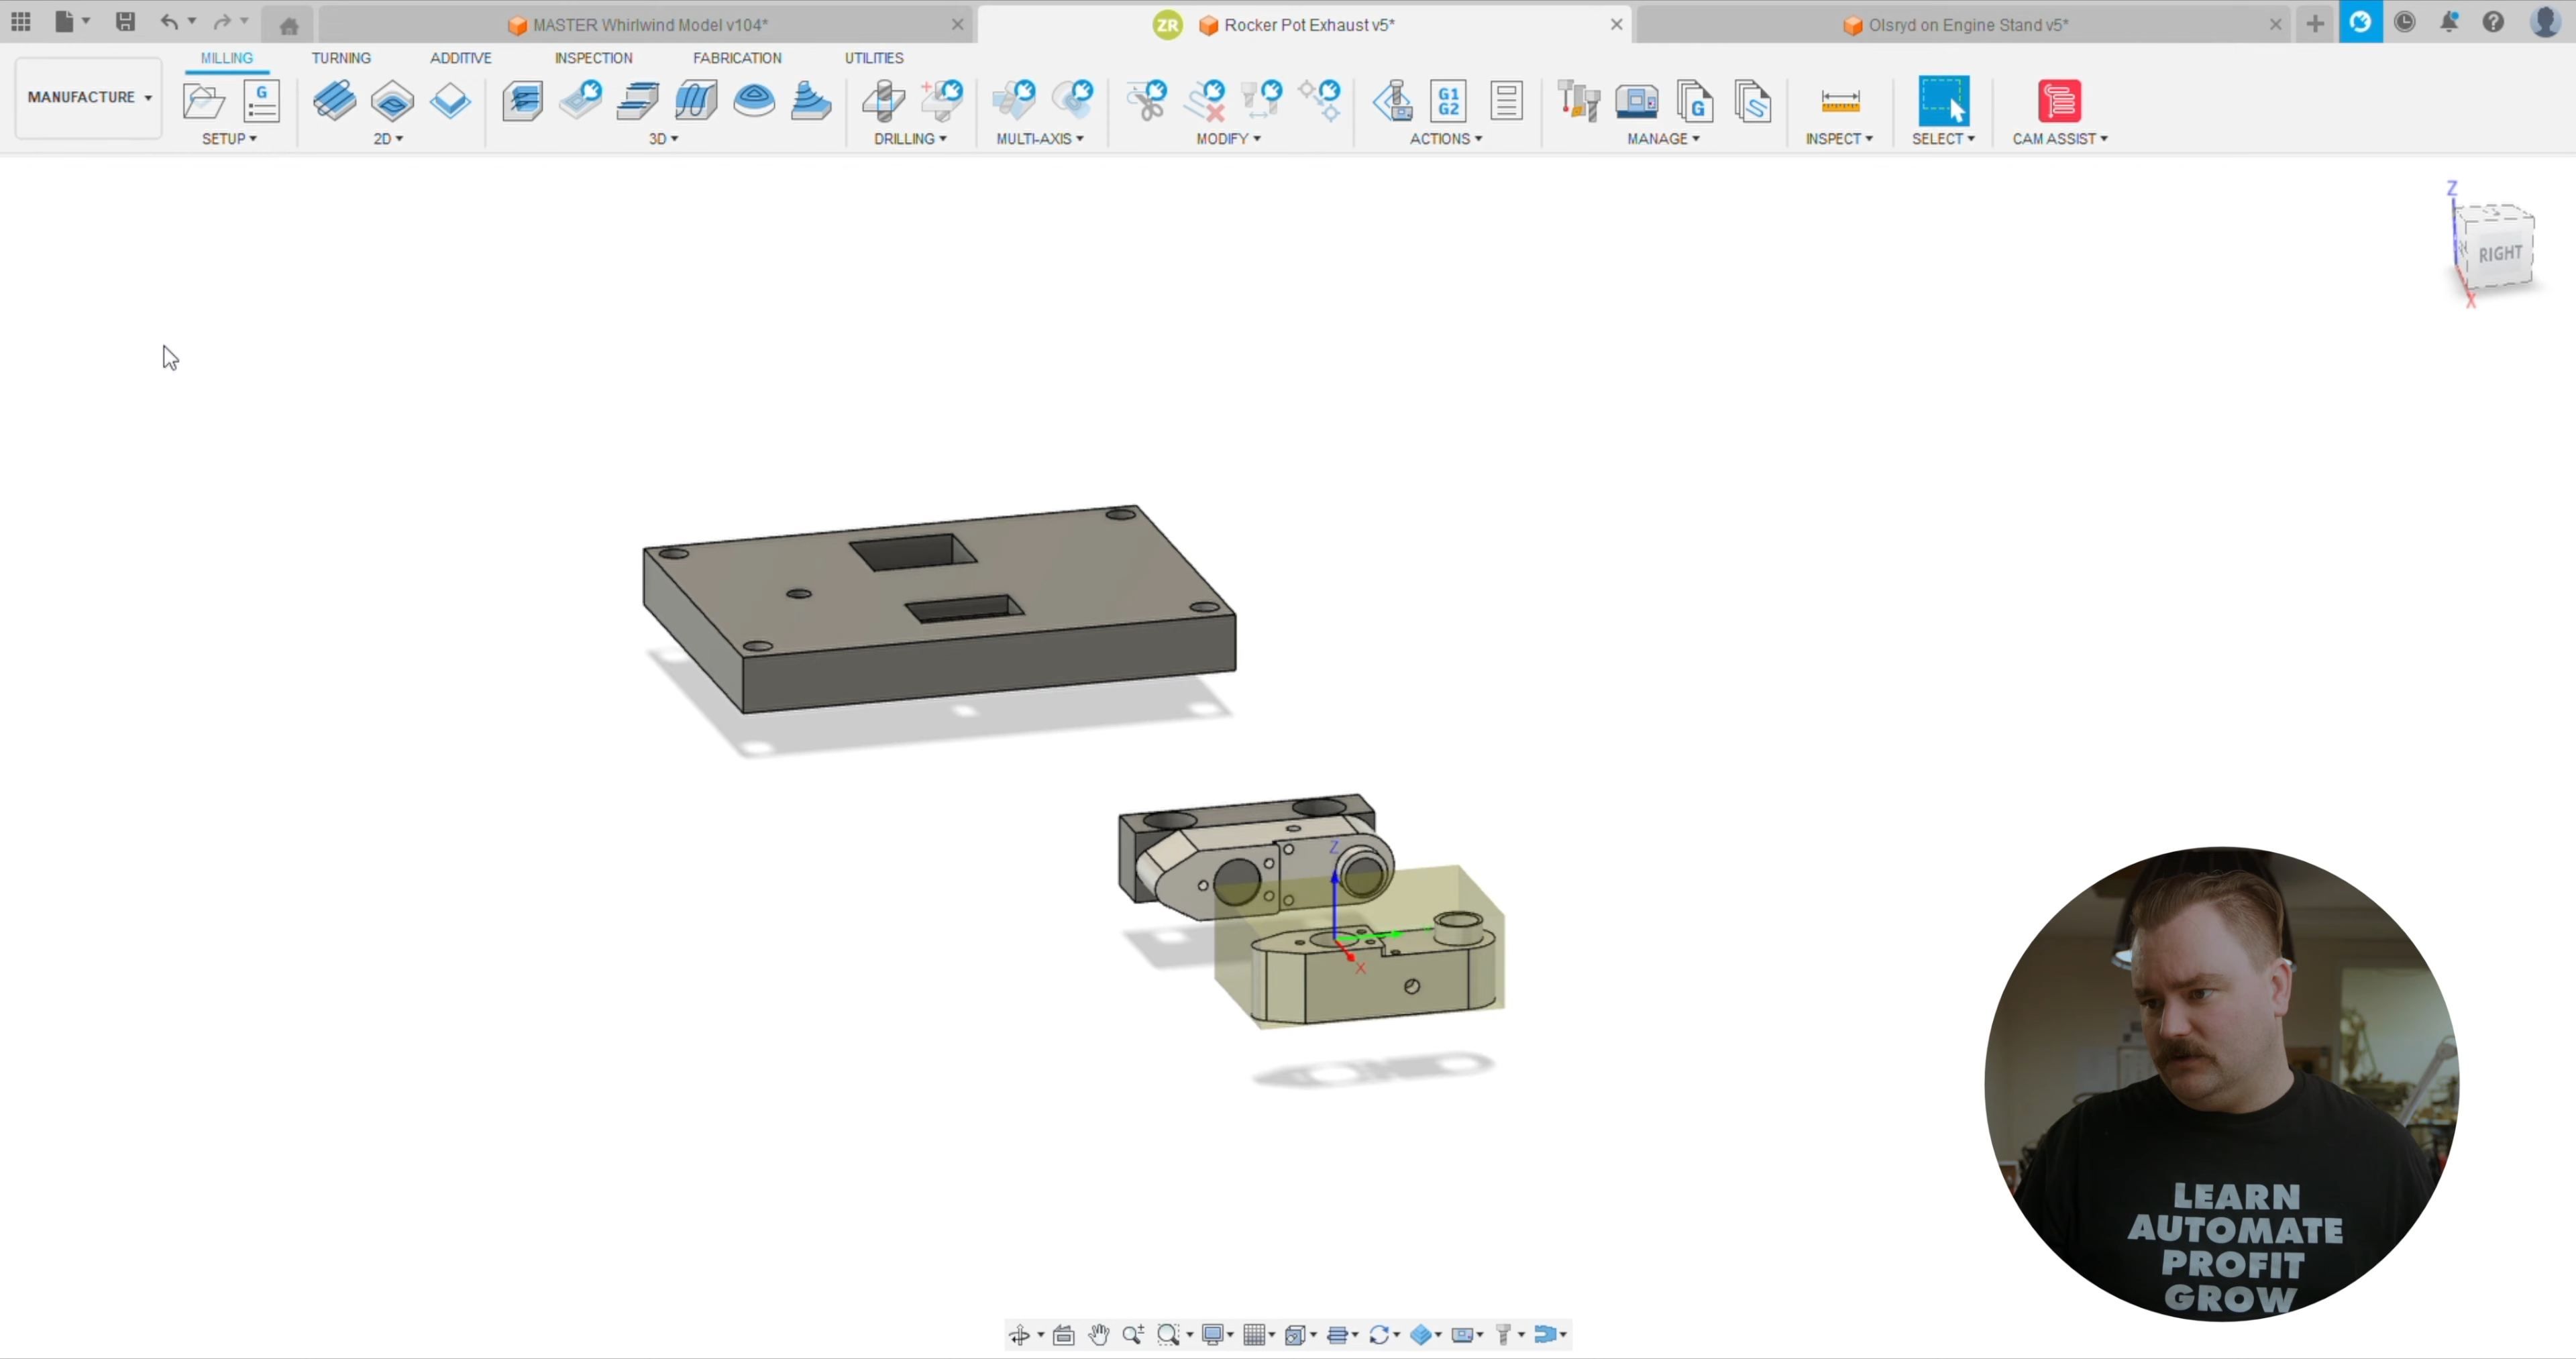 MASTER Whirlwind Model v104*
ZR
Rocker Pot Exhaust v5*
Olsryd on Engine Stand v5*
MILLING
TURNING
ADDITIVE
INSPECTION
FABRICATION
UTILITIES
MANUFACTURE
G
G1
G2
G
SETUP
2D
3D
DRILLING
MULTI-AXIS
MODIFY
ACTIONS
MANAGE
INSPECT
SELECT
CAM ASSIST
Z
RIGHT
X
Z
X
LEARN
AUTOMATE
PROFIT
GROW